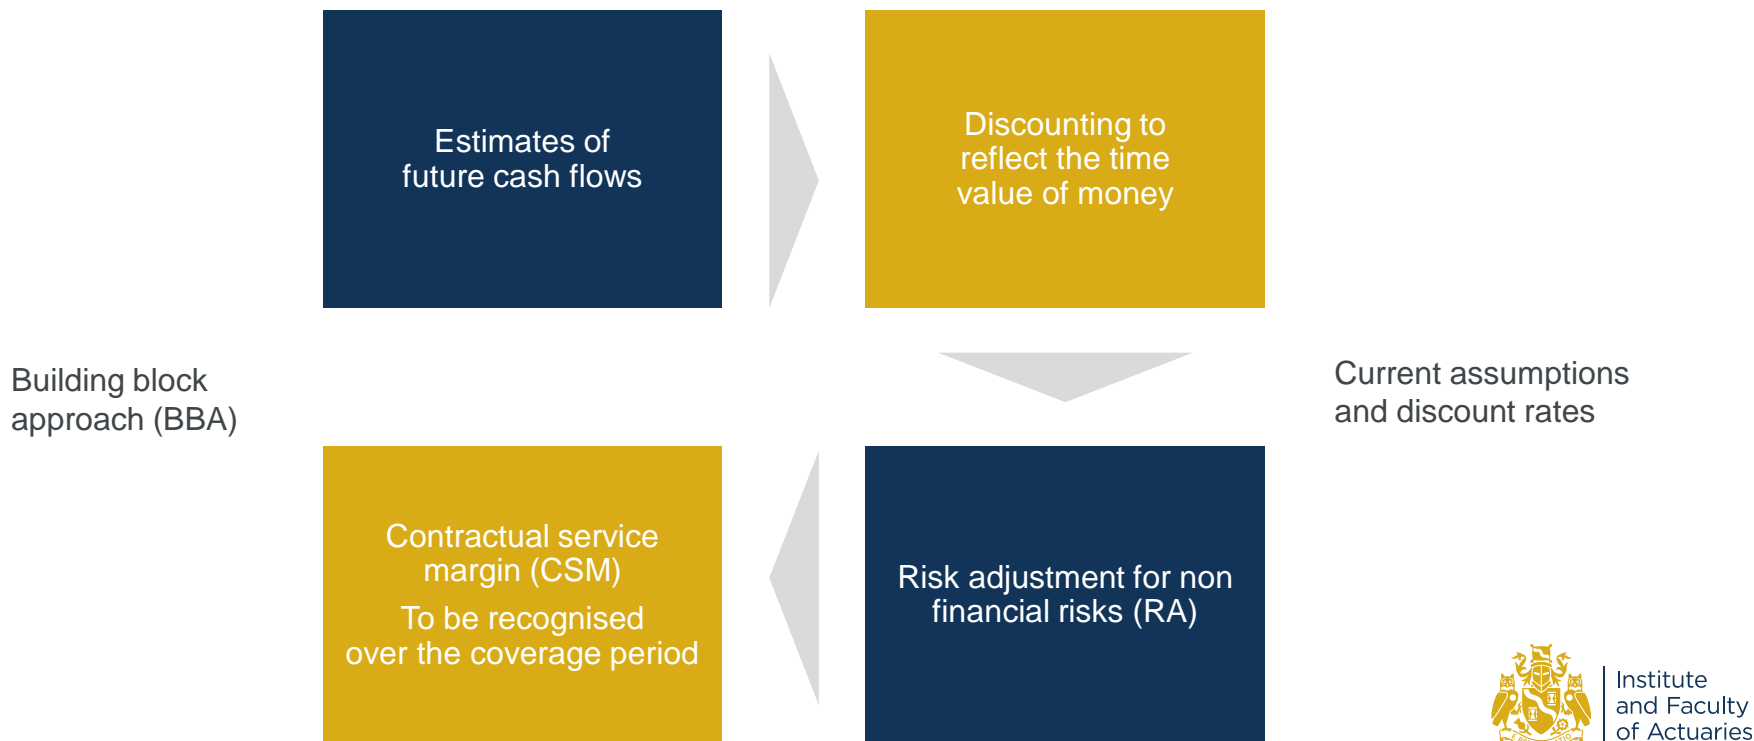 Estimates of
future cash flows
Discounting to
reflect the time
value of money
Building block
approach (BBA)
Current assumptions
and discount rates
Contractual service
margin (CSM)
To be recognised
over the coverage period
Risk adjustment for non
financial risks (RA)
Institute
and Faculty
of Actuaries